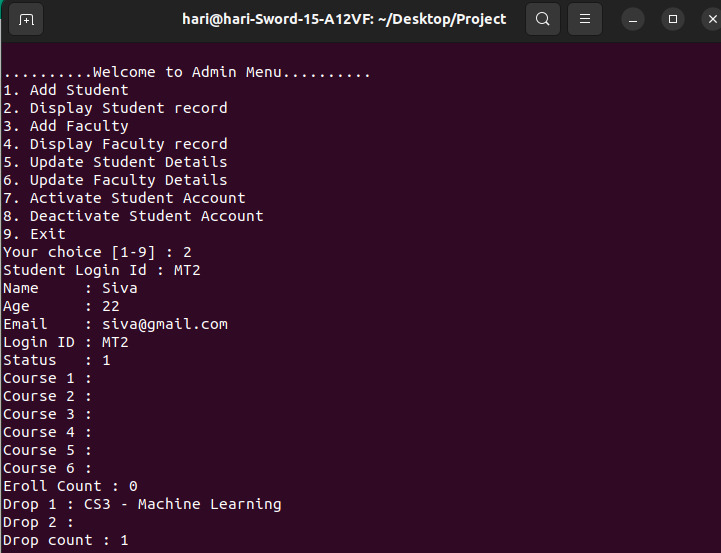 hari@hari-Sword-15-A12VF: ~/Desktop/Project
..........Welcome to Admin Menu..........
1. Add Student
2. Display Student record
3. Add Faculty
4. Display Faculty record
5. Update Student Details
6. Update Faculty Details
7. Activate Student Account
8. Deactivate Student Account
9. Exit
Your choice [1-9] : 2
Student Login Id : MT2
Name     : Siva
Age      : 22
Email    : siva@gmail.com
Login ID : MT2
Status   : 1
Course 1 :
Course 2 :
Course 3 :
Course 4 :
Course 5 :
Course 6 :
Eroll Count : 0
Drop 1 : CS3 - Machine Learning
Drop 2 :
Drop count : 1